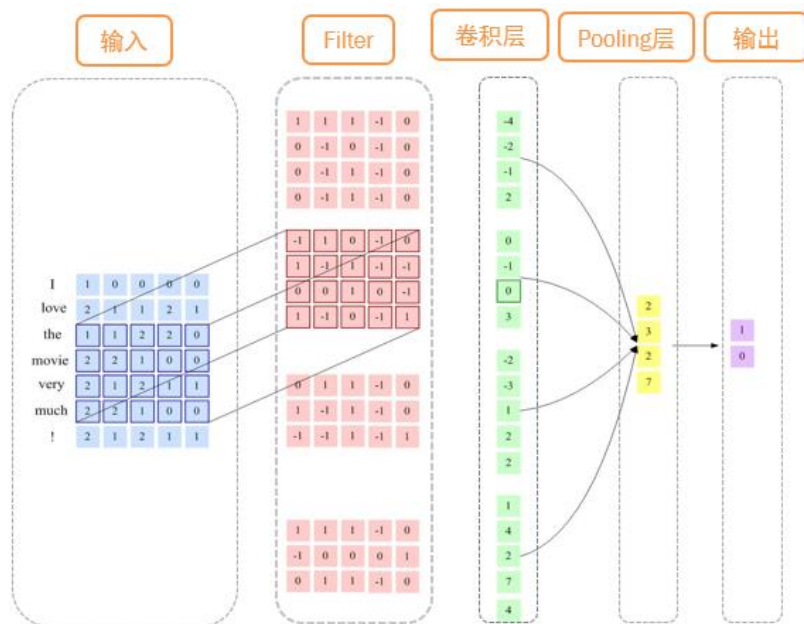 输入 Filter 卷积层 Pooling层 输出
I 1 0 0 0 0
love 2 1 1 2 1
the 1 1 2 2 0
movie 2 2 1 0 0
very 2 1 2 1 1
much 2 2 1 0 0
! 2 1 2 1 1
1 1 1 -1 0
0 -1 0 -1 0
0 -1 1 -1 0
0 -1 1 -1 0
-1 1 0 -1 0
1 -1 1 -1 -1
0 0 1 0 -1
1 -1 0 -1 1
0 1 1 -1 0
1 -1 1 -1 0
-1 -1 1 -1 1
1 1 1 -1 0
-1 0 0 0 1
0 1 1 -1 0
-4
-2
-1
2
0
-1
0
3
-2
-3
1
2
2
1
4
2
7
4
2
3
2
7
1
0